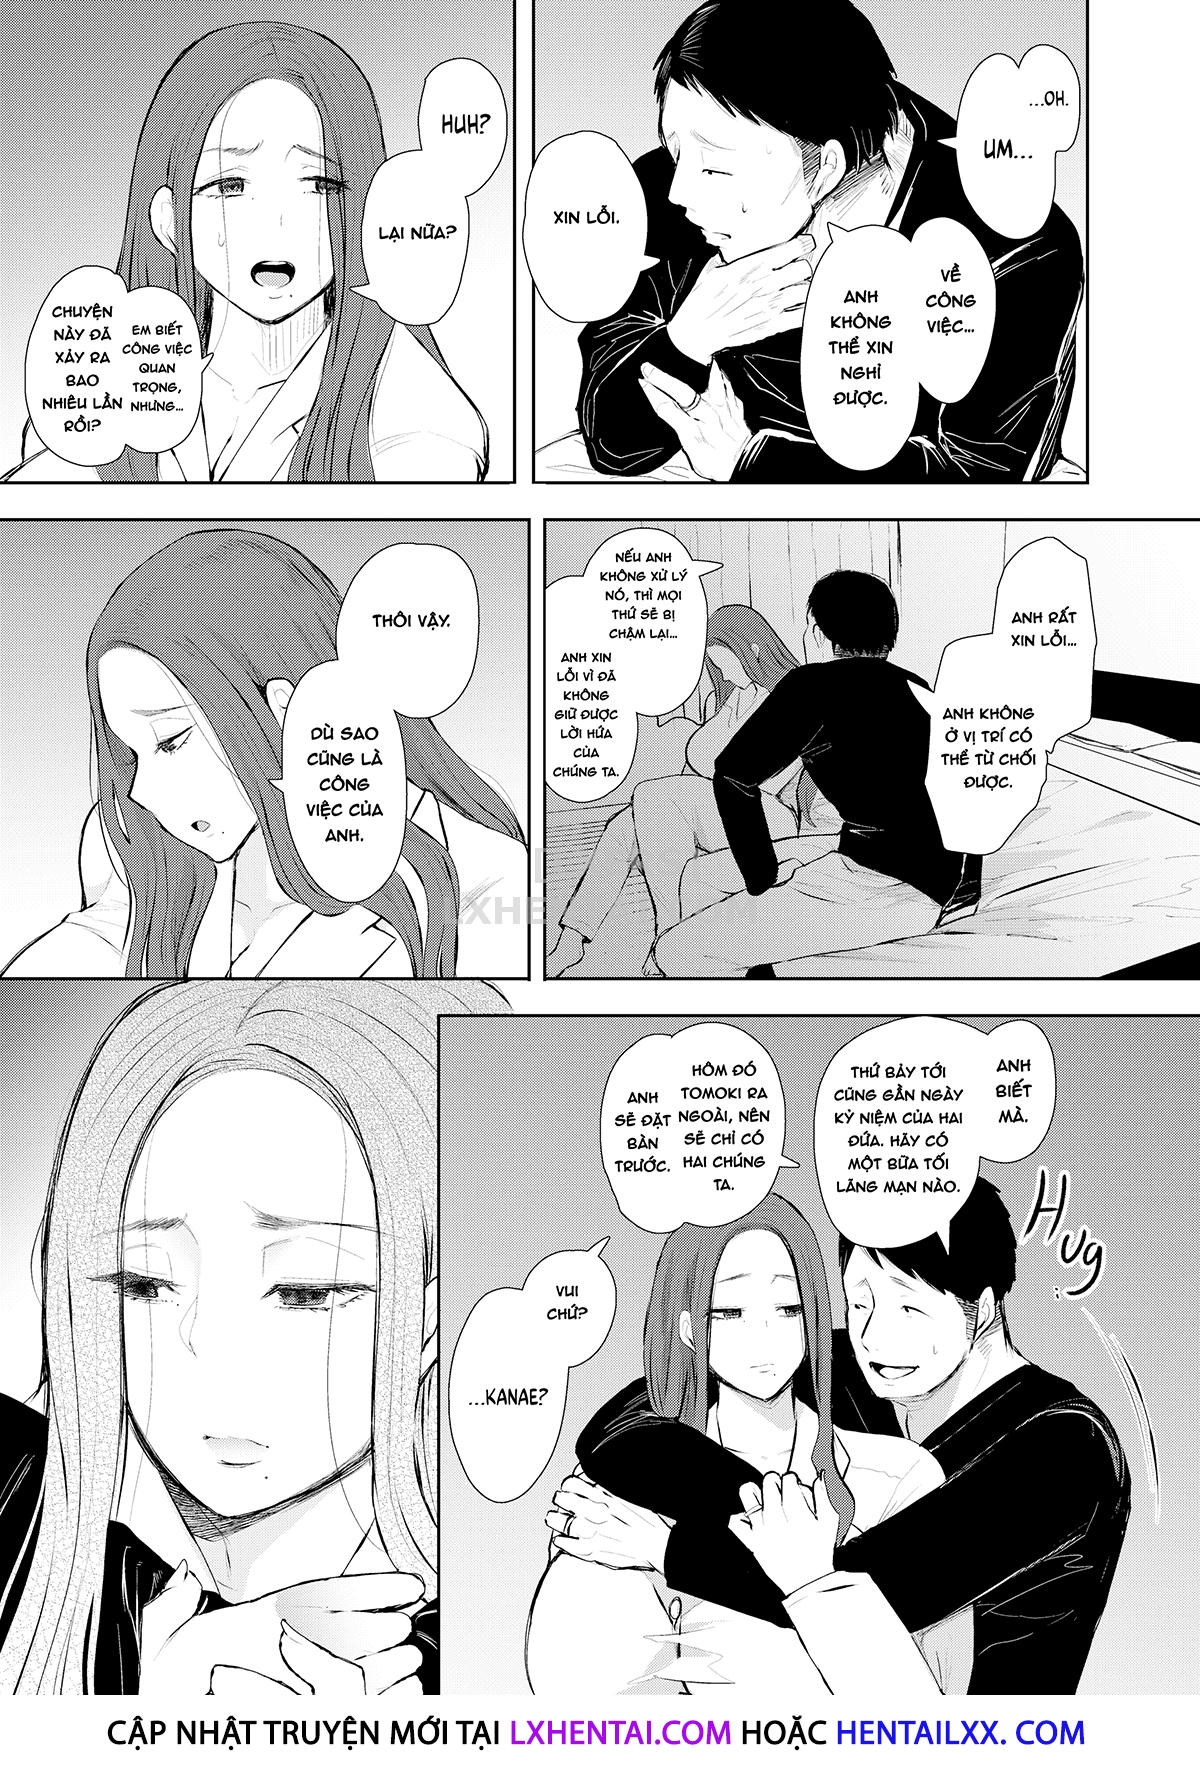 ...OH.
UM...
VỀ
CÔNG
VIỆC...
ANH
KHÔNG
THỂ XIN
NGHỈ
ĐƯỢC.
XIN LỖI.
HUH?
LẠI NỮA?
EM BIẾT
CÔNG VIỆC
QUAN
TRỌNG,
NHƯNG...
CHUYỆN
NÀY ĐÃ
XẢY RA
BAO
NHIÊU LẦN
RỒI?
ANH RẤT
XIN LỖI...
ANH KHÔNG
Ở VỊ TRÍ CÓ
THỂ TỪ CHỐI
ĐƯỢC.
NẾU ANH
KHÔNG XỬ LÝ
NÓ, THÌ MỌI
THỨ SẼ BỊ
CHẬM LẠI...
ANH XIN
LỖI VÌ ĐÃ
KHÔNG
GIỮ ĐƯỢC
LỜI HỨA
CỦA
CHÚNG TA.
THÔI VẬY.
DÙ SAO
CŨNG LÀ
CÔNG
VIỆC CỦA
ANH.
ANH
BIẾT
MÀ.
THỨ BẢY TỚI
CŨNG GẦN NGÀY
KỶ NIỆM CỦA HAI
ĐỨA. HÃY CÓ
MỘT BỮA TỐI
LÃNG MẠN NÀO.
HÔM ĐÓ
TOMOKI RA
NGOÀI, NÊN
SẼ CHỈ CÓ
HAI CHÚNG
TA.
ANH
SẼ ĐẶT
BÀN
TRƯỚC.
Hug
VUI
CHỨ?
...KANAE?
CẬP NHẬT TRUYỆN MỚI TẠI LXHENTAI.COM HOẶC HENTAILXX. COM